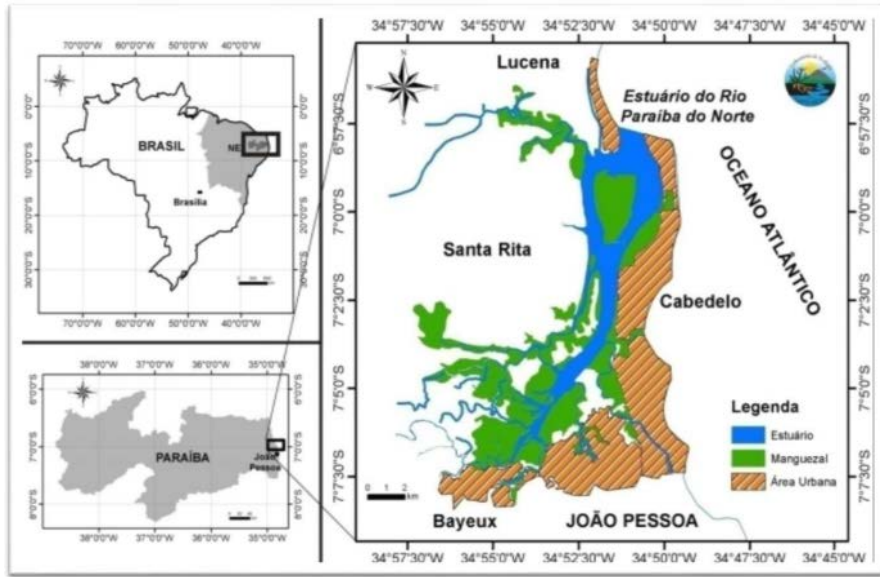 70°0'0"W 60°0'0"W 50°0'0"W 40°0'0"W
0°0'0"
10°0'0"S
20°0'0"S
30°0'0"S
BRASIL
NE
Brasília
70°0'0"W 60°0'0"W 50°0'0"W 40°0'0"W
38°0'0"W 37°0'0"W 36°0'0"W 35°0'0"W
6°0'0"S
7°0'0"S
8°0'0"S
PARAÍBA
João
Pessoa
38°0'0"W 37°0'0"W 36°0'0"W 35°0'0"W
34°57'30"W 34°55'0"W 34°52'30"W 34°50'0"W 34°47'30"W 34°45'0"W
6°57'30"S
7°0'0"S
7°2'30"S
7°5'0"S
7°7'30"S
N
Lucena
Estuário do Rio
Paraíba do Norte
OCEANO ATLÂNTICO
Santa Rita
Cabedelo
Legenda
Estuário
Manguezal
Área Urbana
0 1 2
km
Bayeux
JOÃO PESSOA
34°57'30"W 34°55'0"W 34°52'30"W 34°50'0"W 34°47'30"W 34°45'0"W